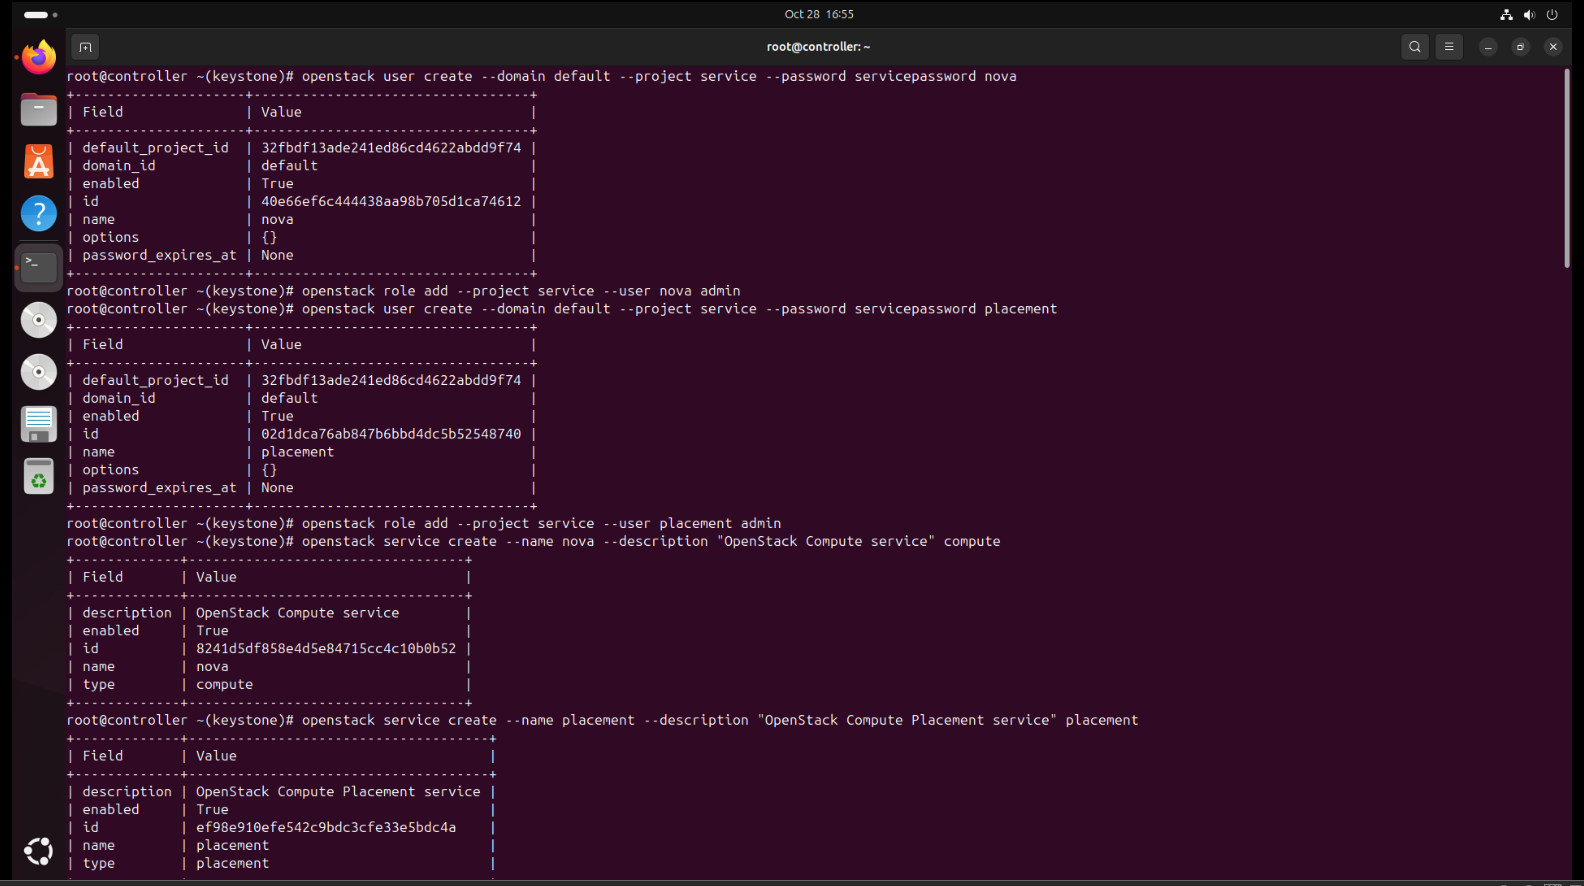 Oct 28 16:55
root@controller: ~
root@controller ~(keystone)# openstack user create --domain default --project service --password servicepassword nova
+---------------------+----------------------------------+
| Field               | Value                            |
+---------------------+----------------------------------+
| default_project_id  | 32fbdf13ade241ed86cd4622abdd9f74 |
| domain_id           | default                          |
| enabled             | True                             |
| id                  | 40e66ef6c444438aa98b705d1ca74612 |
| name                | nova                             |
| options             | {}                               |
| password_expires_at | None                             |
+---------------------+----------------------------------+
root@controller ~(keystone)# openstack role add --project service --user nova admin
root@controller ~(keystone)# openstack user create --domain default --project service --password servicepassword placement
+---------------------+----------------------------------+
| Field               | Value                            |
+---------------------+----------------------------------+
| default_project_id  | 32fbdf13ade241ed86cd4622abdd9f74 |
| domain_id           | default                          |
| enabled             | True                             |
| id                  | 02d1dca76ab847b6bbd4dc5b52548740 |
| name                | placement                        |
| options             | {}                               |
| password_expires_at | None                             |
+---------------------+----------------------------------+
root@controller ~(keystone)# openstack role add --project service --user placement admin
root@controller ~(keystone)# openstack service create --name nova --description "OpenStack Compute service" compute
+-------------+----------------------------------+
| Field       | Value                            |
+-------------+----------------------------------+
| description | OpenStack Compute service        |
| enabled     | True                             |
| id          | 8241d5df858e4d5e84715cc4c10b0b52 |
| name        | nova                             |
| type        | compute                          |
+-------------+----------------------------------+
root@controller ~(keystone)# openstack service create --name placement --description "OpenStack Compute Placement service" placement
+-------------+-------------------------------------+
| Field       | Value                               |
+-------------+-------------------------------------+
| description | OpenStack Compute Placement service |
| enabled     | True                                |
| id          | ef98e910efe542c9bdc3cfe33e5bdc4a    |
| name        | placement                           |
| type        | placement                           |